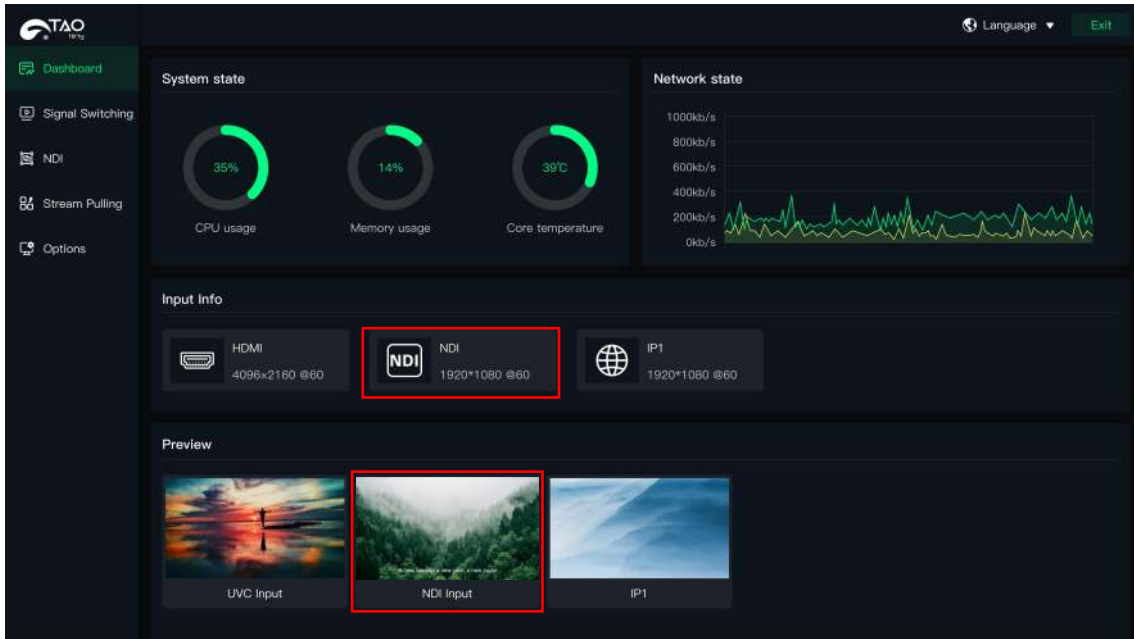 TAO
Language
Exit
Dashboard
Signal Switching
NDI
Stream Pulling
Options
System state
35%
14%
39°C
CPU usage
Memory usage
Core temperature
Network state
1000kb/s
800kb/s
600kb/s
400kb/s
200kb/s
0kb/s
Input Info
HDMI
4096×2160 @60
NDI
NDI
1920*1080 @60
IP1
1920*1080 @60
Preview
UVC Input
NDI Input
IP1